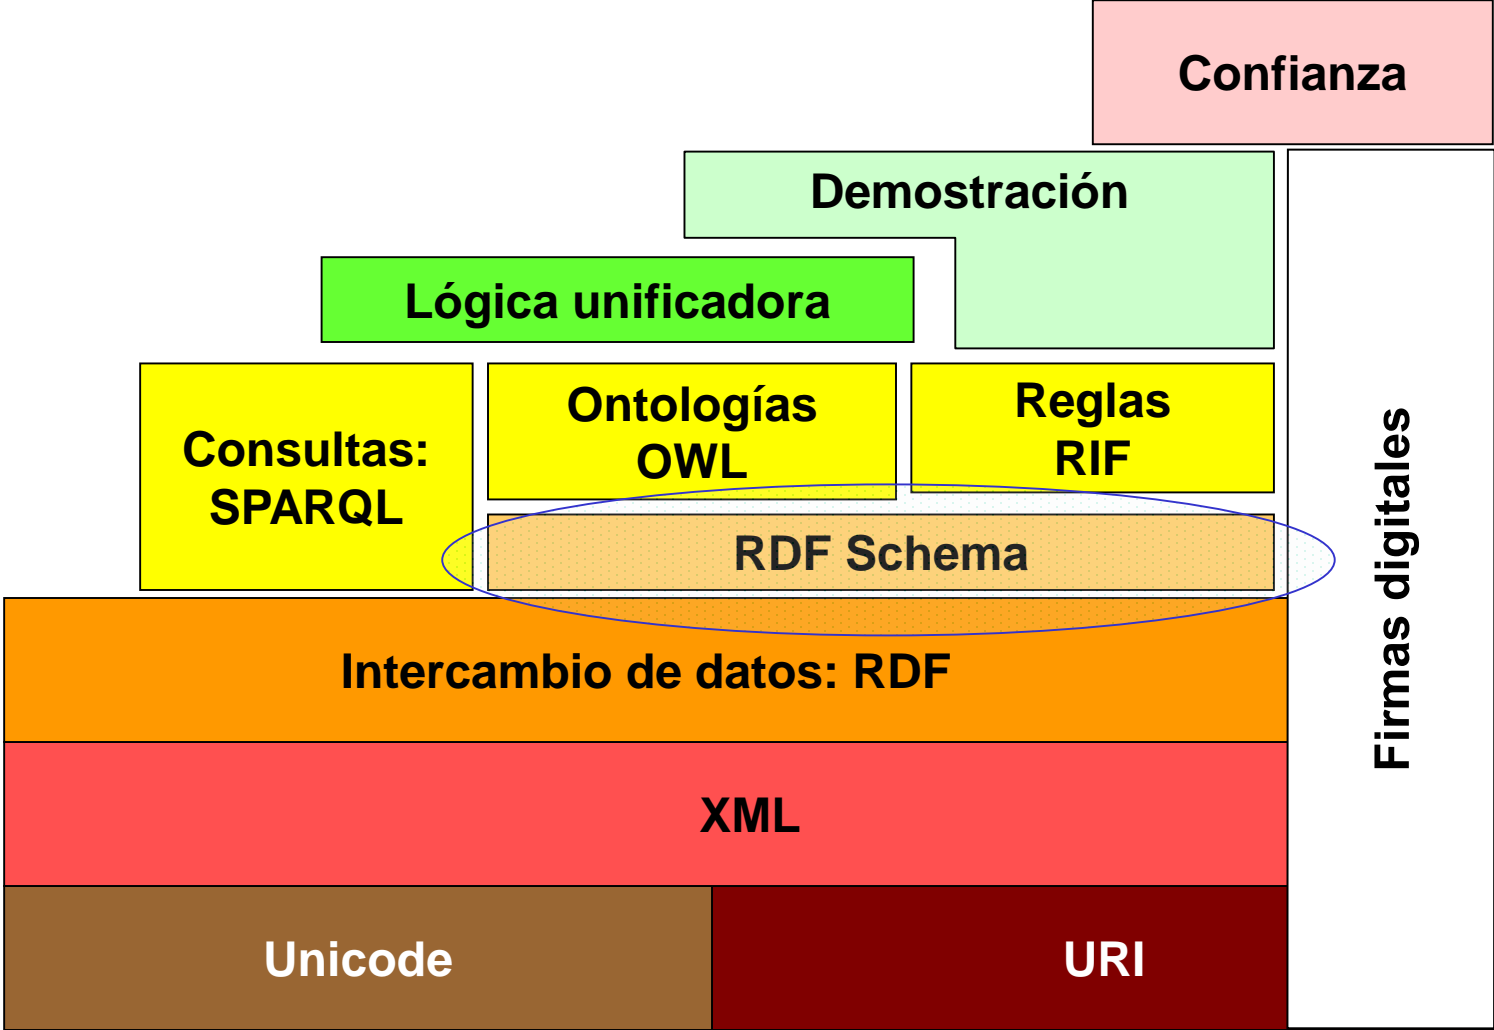 Confianza
Demostración
Lógica unificadora
Consultas:
SPARQL
Ontologías
OWL
Reglas
RIF
RDF Schema
Intercambio de datos: RDF
XML
Unicode
URI
Firmas digitales